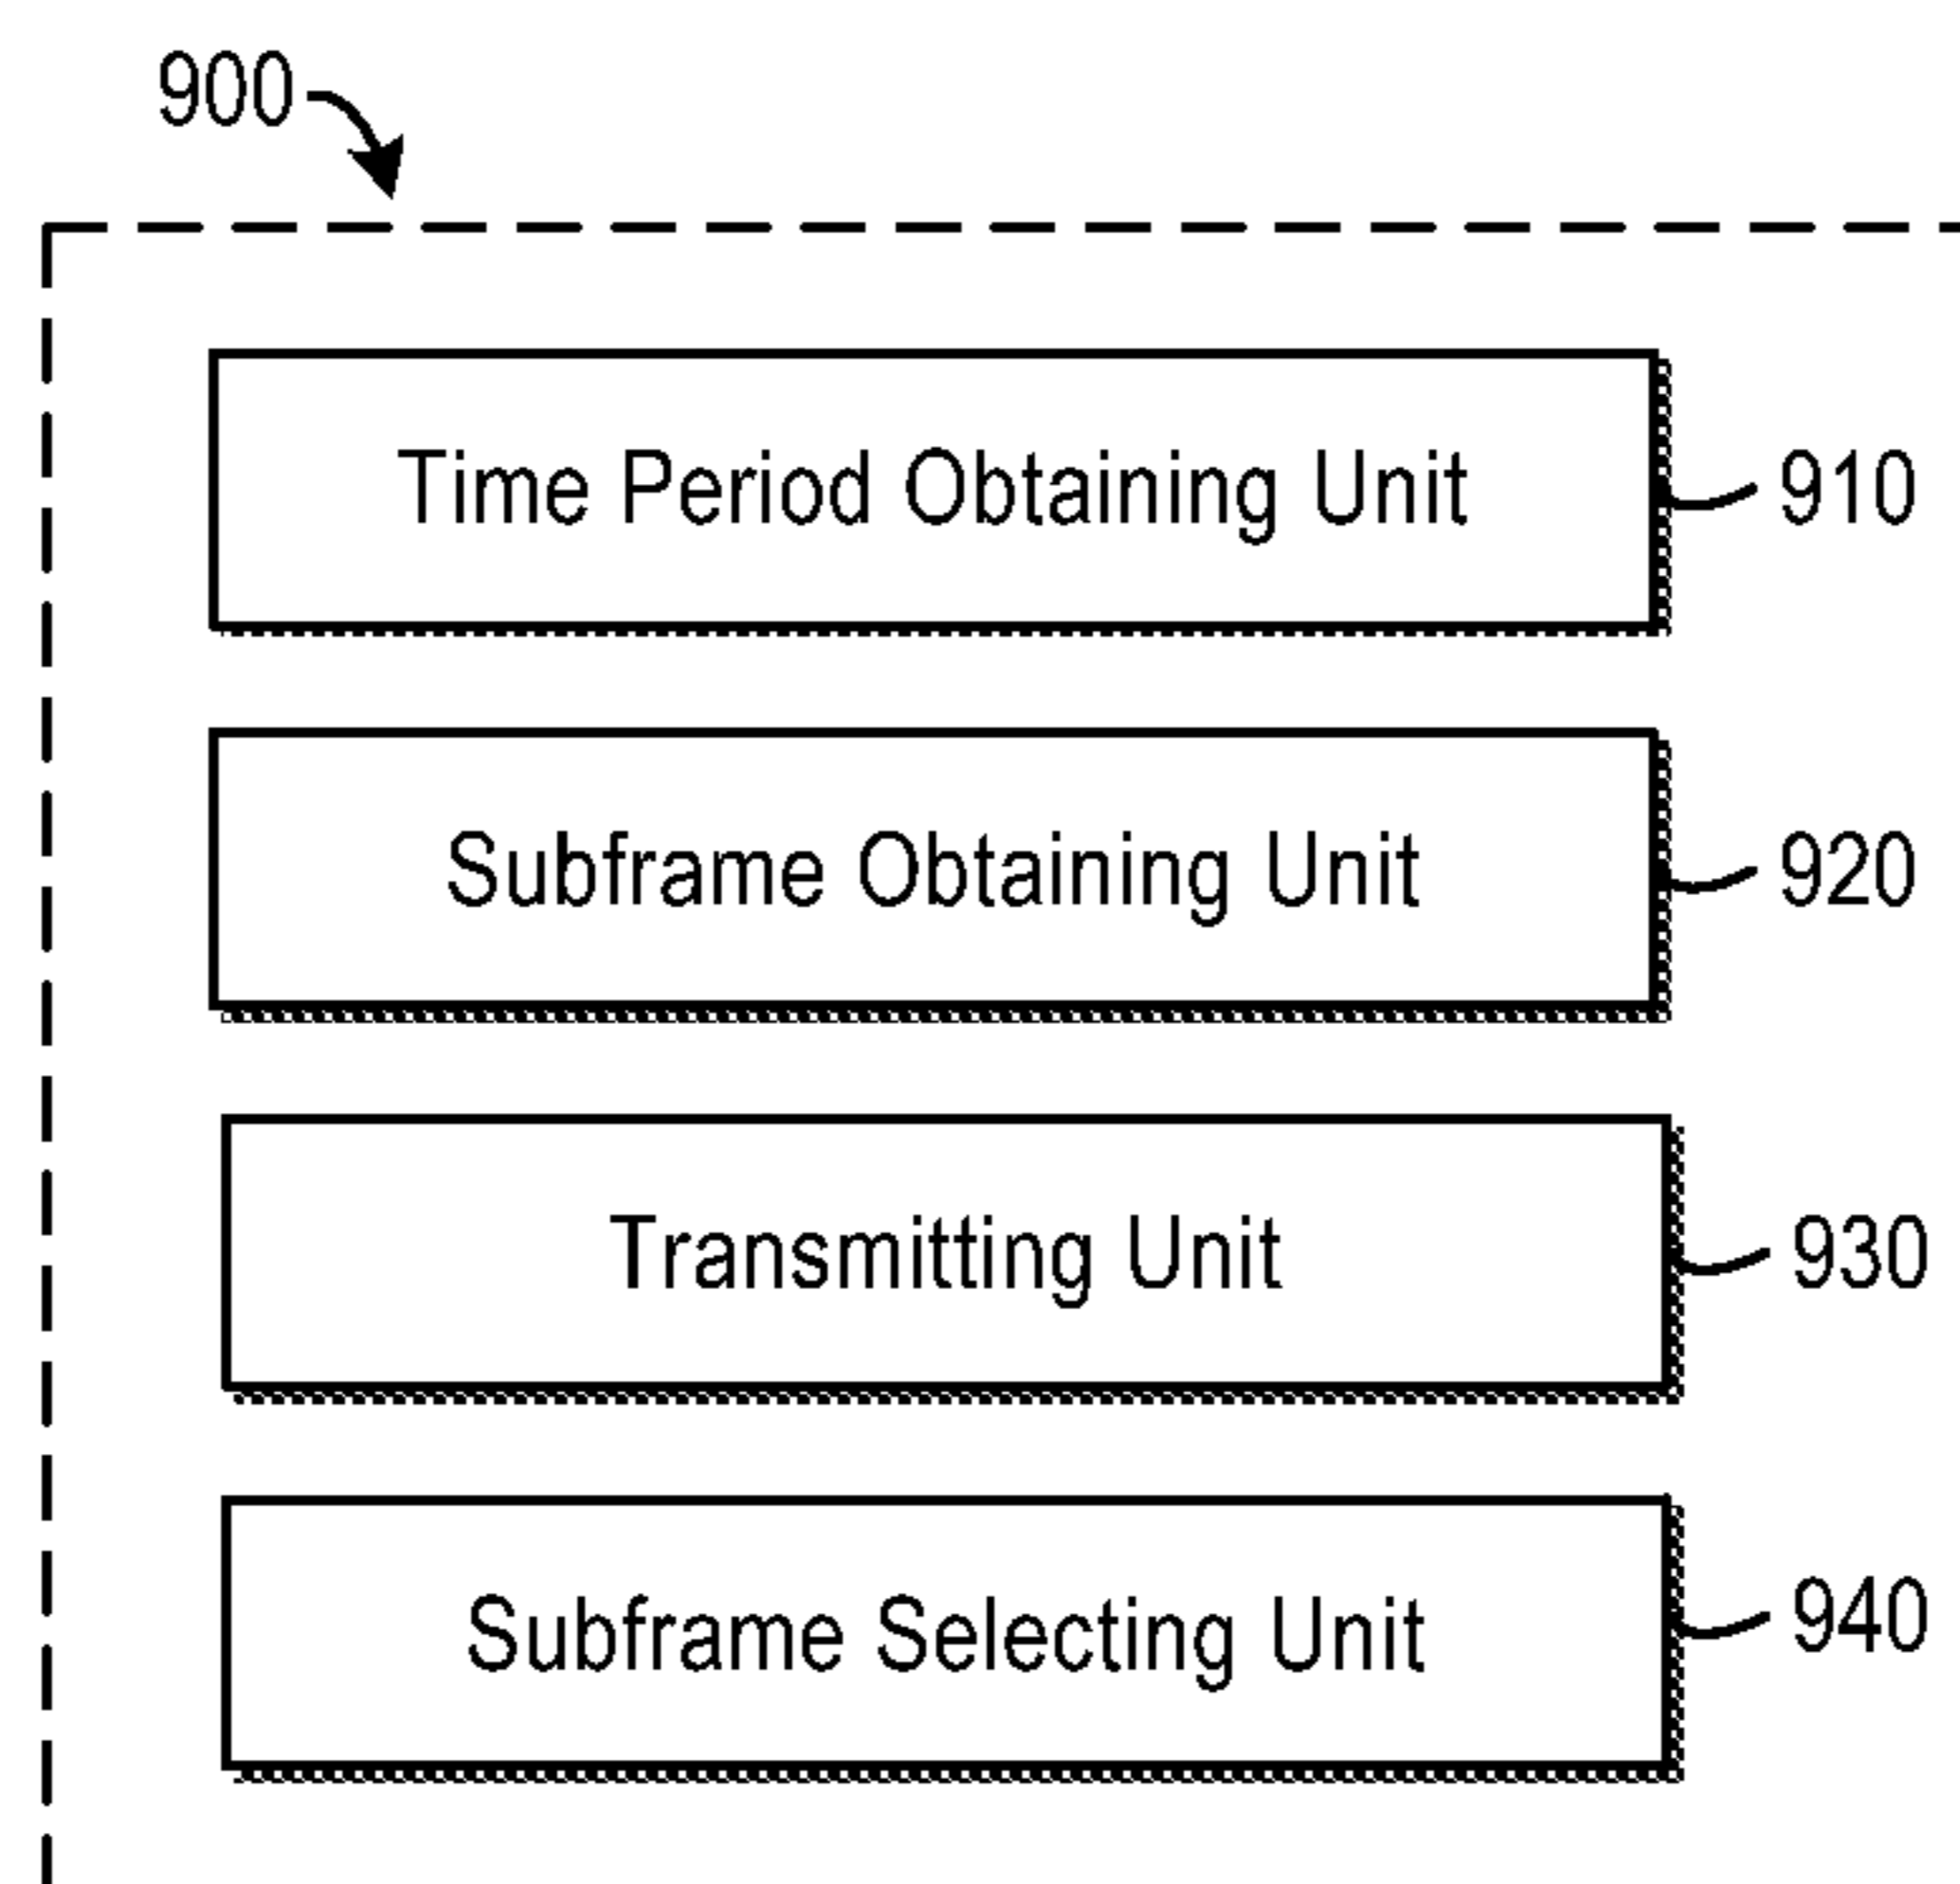 900
Time Period Obtaining Unit 910
Subframe Obtaining Unit 920
Transmitting Unit 930
Subframe Selecting Unit 940